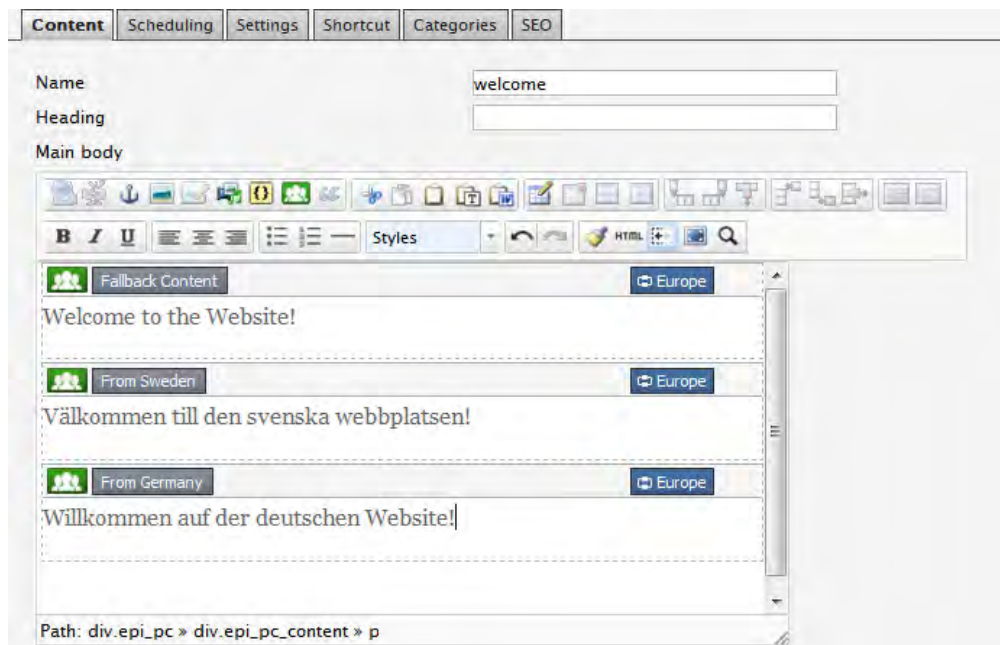 Content Scheduling Settings Shortcut Categories SEO
Name welcome
Heading
Main body
B I U Styles HTML
Fallback Content Europe
Welcome to the Website!
From Sweden Europe
Välkommen till den svenska webbplatsen!
From Germany Europe
Willkommen auf der deutschen Website!
Path: div.epi_pc » div.epi_pc_content » p